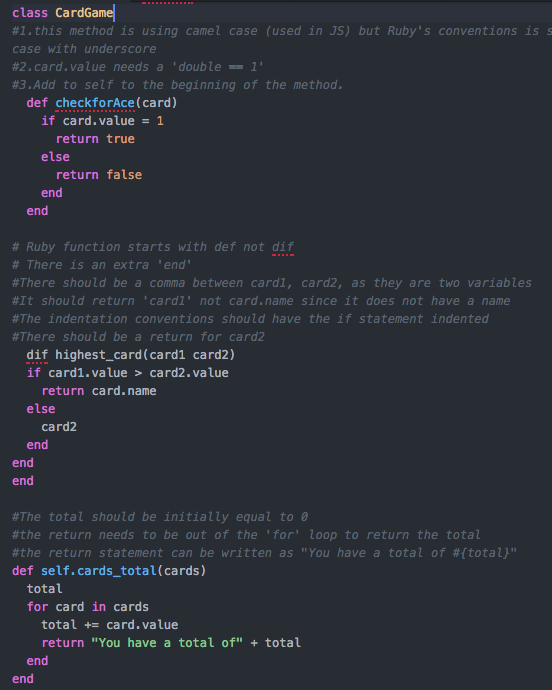 class CardGame
#1.this method is using camel case (used in JS) but Ruby's conventions is
case with underscore
#2.card.value needs a 'double == 1'
#3.Add to self to the beginning of the method.
def checkforAce(card)
if card.value = 1
return true
else
return false
end
end
# Ruby function starts with def not dif
# There is an extra 'end'
#There should be a comma between card1, card2, as they are two variables
#It should return 'card1' not card.name since it does not have a name
#The indentation conventions should have the if statement indented
#There should be a return for card2
dif highest_card(card1 card2)
if card1.value > card2.value
return card.name
else
card2
end
end
end
#The total should be initially equal to 0
#the return needs to be out of the 'for' loop to return the total
#the return statement can be written as "You have a total of #{total}"
def self.cards_total(cards)
total
for card in cards
total += card.value
return "You have a total of" + total
end
end